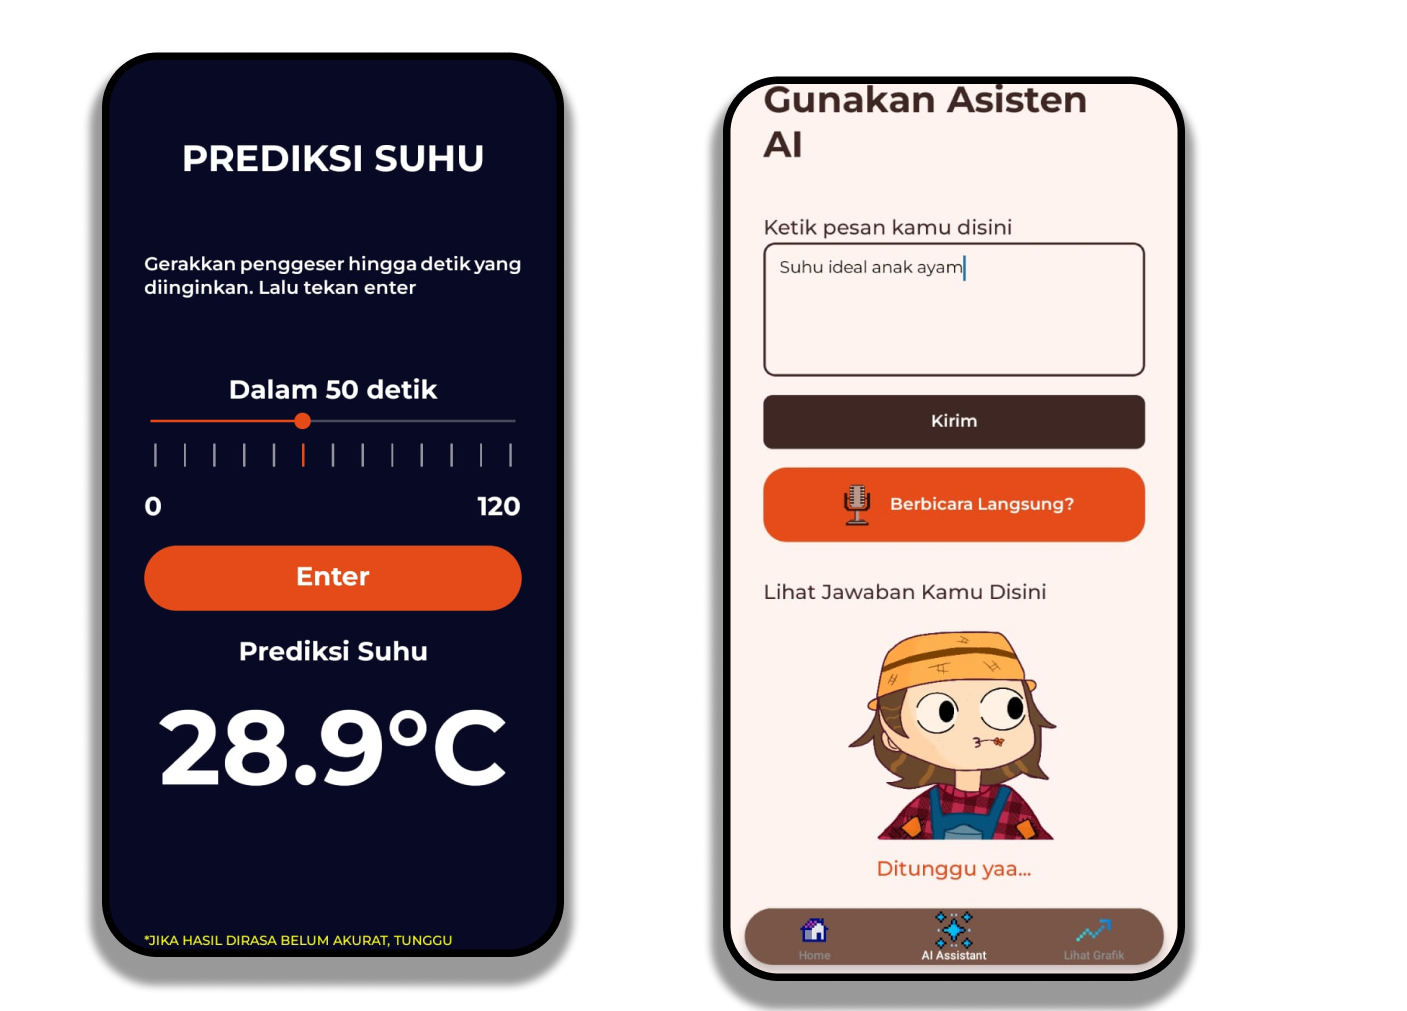 PREDIKSI SUHU
Gerakkan penggeser hingga detik yang
diinginkan. Lalu tekan enter
Dalam 50 detik
0
120
Enter
Prediksi Suhu
28.9°C
*JIKA HASIL DIRASA BELUM AKURAT, TUNGGU
Gunakan Asisten
AI
Ketik pesan kamu disini
Suhu ideal anak ayam
Kirim
Berbicara Langsung?
Lihat Jawaban Kamu Disini
Ditunggu yaa...
Home
AI Assistant
Lihat Grafik